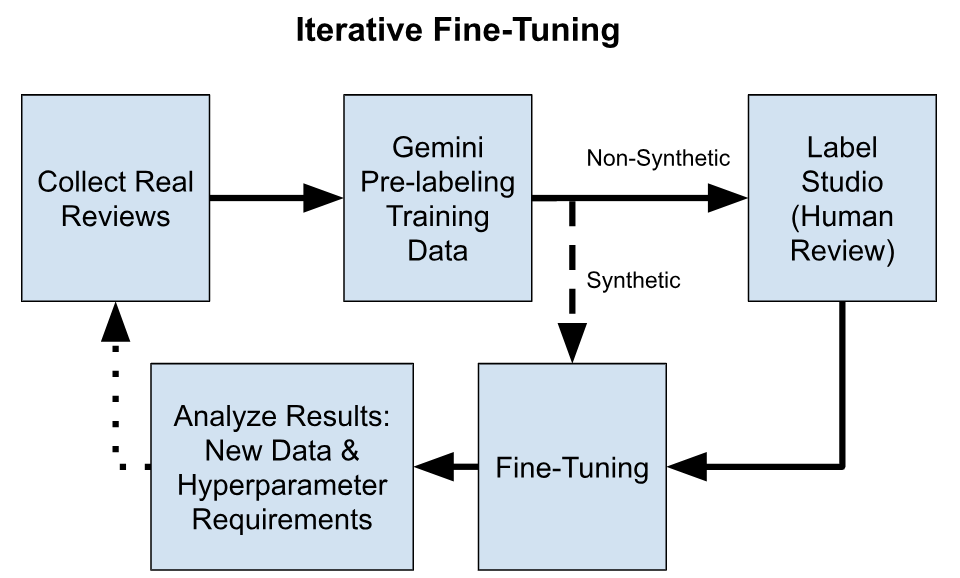 Iterative Fine-Tuning
Collect Real
Reviews
Gemini
Pre-labeling
Training
Data
Non-Synthetic
Label
Studio
(Human
Review)
Synthetic
Analyze Results:
New Data &
Hyperparameter
Requirements
Fine-Tuning